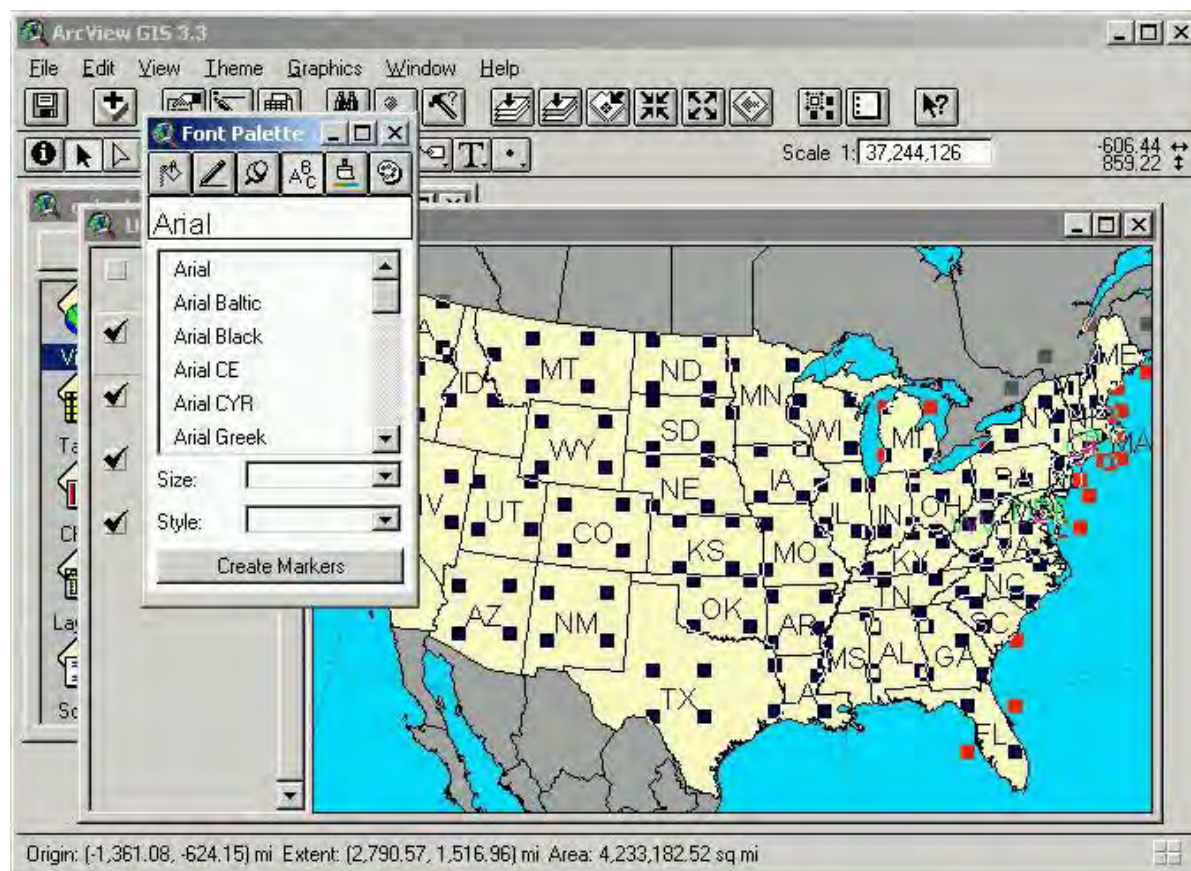 ArcView GIS 3.3
File Edit View Theme Graphics Window Help
Scale 1: 37,244,126
-606.44
859.22
Font Palette
Arial
Arial
Arial Baltic
Arial Black
Arial CE
Arial CYR
Arial Greek
Size:
Style:
Create Markers
Vi
Ta
Ch
Lay
Sc
MT
ND
MN
ME
ID
WY
SD
WI
MI
NY
MA
IA
PA
NE
UT
CO
IL
IN
OH
V
KS
MO
KY
VA
AZ
NM
OK
AR
TN
NC
SC
MS
AL
GA
TX
LA
FL
Origin: (-1,361.08, -624.15) mi Extent: (2,790.57, 1,516.96) mi Area: 4,233,182.52 sq mi